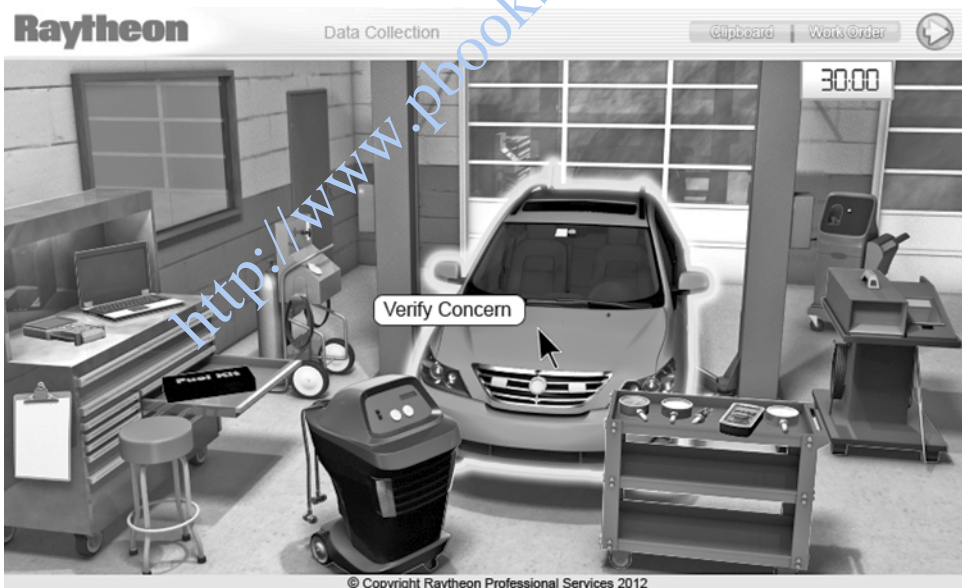 Raytheon
Data Collection
Clipboard | Work Order
30:00
http://www.pbook
Verify Concern
Fuel Kit
© Copyright Raytheon Professional Services 2012